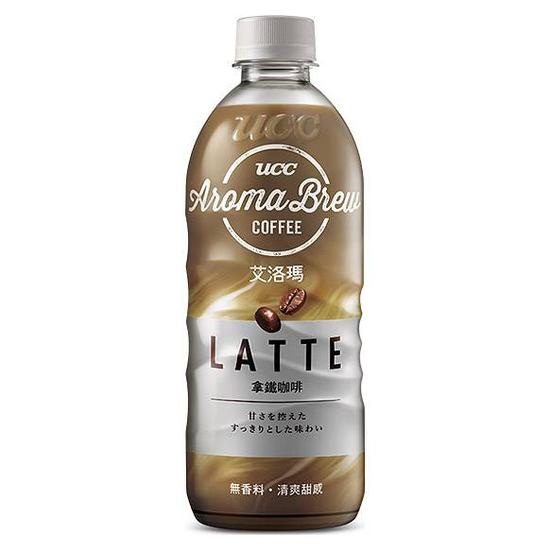 ucc
ucc
Aroma Brew
COFFEE
艾洛瑪
LATTE
拿鐵咖啡
甘さを控えた
すっきりとした味わい
無香料・清爽甜感